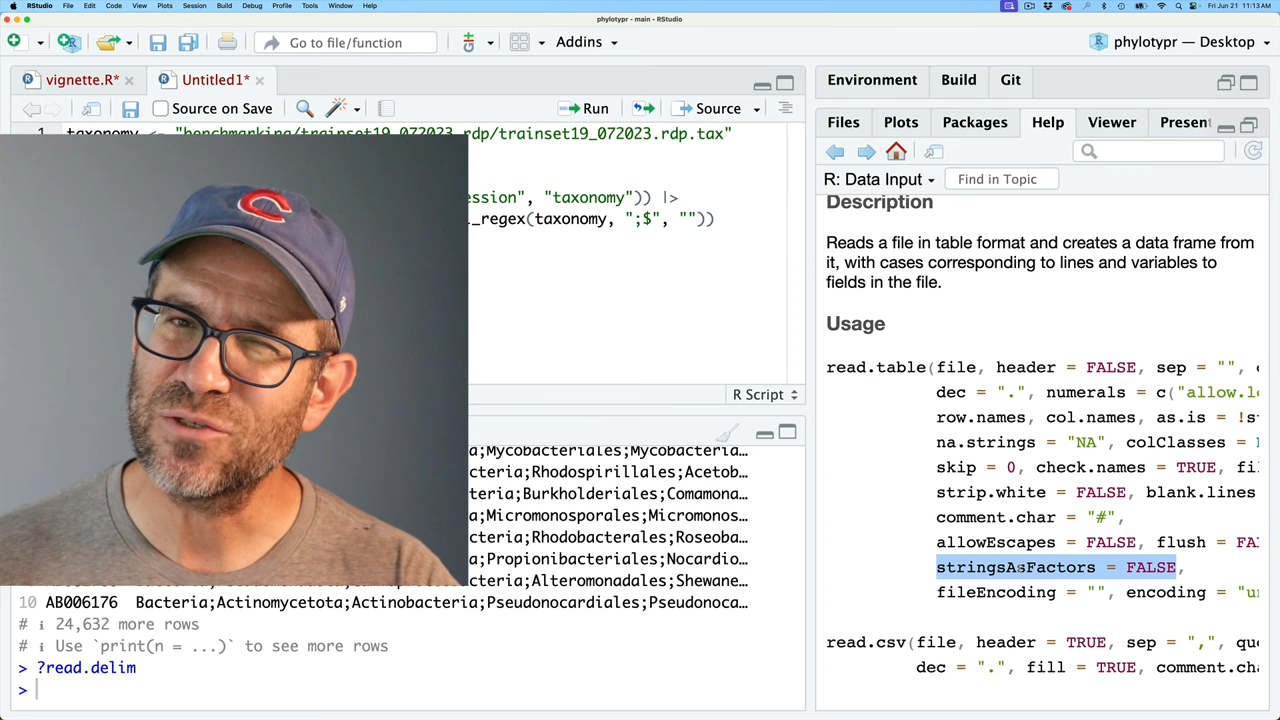 RStudio File Edit Code View Plots Session Build Debug Profile Tools Window Help Fri Jun 21 11:13 AM
phylotypr - main - RStudio
Go to file/function Addins phylotypr — Desktop
vignette.R* Untitled1*
Source on Save Run Source
1 taxonomy <- "benchmarking/trainset19_072023.rdp/trainset19_072023.rdp.tax"
ssion", "taxonomy")) |>
_regex(taxonomy, ";$", ""))
R Script
a;Mycobacteriales;Mycobacteria…
cteria;Rhodospirillales;Acetob…
teria;Burkholderiales;Comamona…
a;Micromonosporales;Micromonos…
cteria;Rhodobacterales;Roseoba…
a;Propionibacteriales;Nocardio…
cteria;Alteromonadales;Shewane…
10 AB006176 Bacteria;Actinomycetota;Actinobacteria;Pseudonocardiales;Pseudonoca…
# ℹ 24,632 more rows
# ℹ Use `print(n = ...)` to see more rows
> ?read.delim
>
Environment Build Git
Files Plots Packages Help Viewer Present
R: Data Input Find in Topic
Description
Reads a file in table format and creates a data frame from
it, with cases corresponding to lines and variables to
fields in the file.
Usage
read.table(file, header = FALSE, sep = "",
dec = ".", numerals = c("allow.l
row.names, col.names, as.is = !s
na.strings = "NA", colClasses =
skip = 0, check.names = TRUE, fi
strip.white = FALSE, blank.lines
comment.char = "#",
allowEscapes = FALSE, flush = FA
stringsAsFactors = FALSE,
fileEncoding = "", encoding = "u
read.csv(file, header = TRUE, sep = ",", qu
dec = ".", fill = TRUE, comment.cha